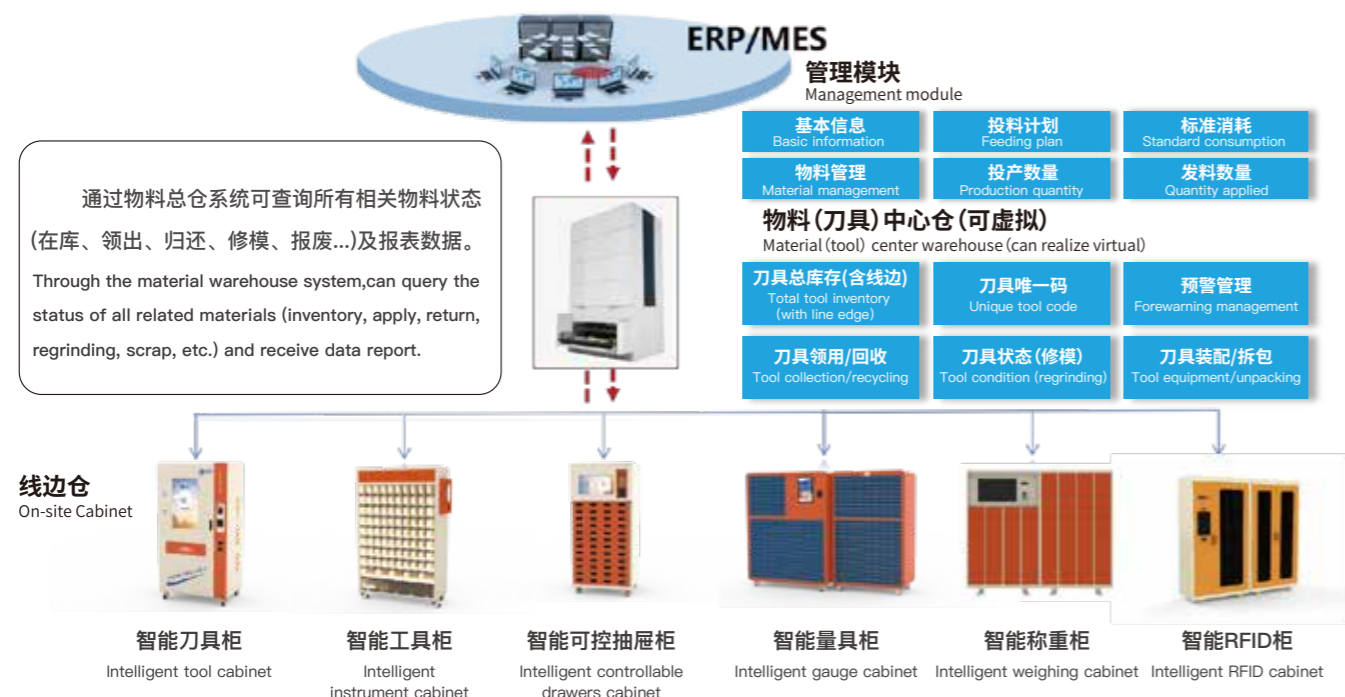 ERP/MES
管理模块
Management module
基本信息
Basic information
投料计划
Feeding plan
标准消耗
Standard consumption
物料管理
Material management
投产数量
Production quantity
发料数量
Quantity applied
通过物料总仓系统可查询所有相关物料状态
(在库、领出、归还、修模、报废...)及报表数据。
Through the material warehouse system,can query the
status of all related materials (inventory, apply, return,
regrinding, scrap, etc.) and receive data report.
物料(刀具)中心仓(可虚拟)
Material(tool) center warehouse(can realize virtual)
刀具总库存(含线边)
Total tool inventory
(with line edge)
刀具唯一码
Unique tool code
预警管理
Forewarning management
刀具领用/回收
Tool collection/recycling
刀具状态(修模)
Tool condition (regrinding)
刀具装配/拆包
Tool equipment/unpacking
线边仓
On-site Cabinet
智能刀具柜
Intelligent tool cabinet
智能工具柜
Intelligent
instrument cabinet
智能可控抽屉柜
Intelligent controllable
drawers cabinet
智能量具柜
Intelligent gauge cabinet
智能称重柜
Intelligent weighing cabinet
智能RFID柜
Intelligent RFID cabinet